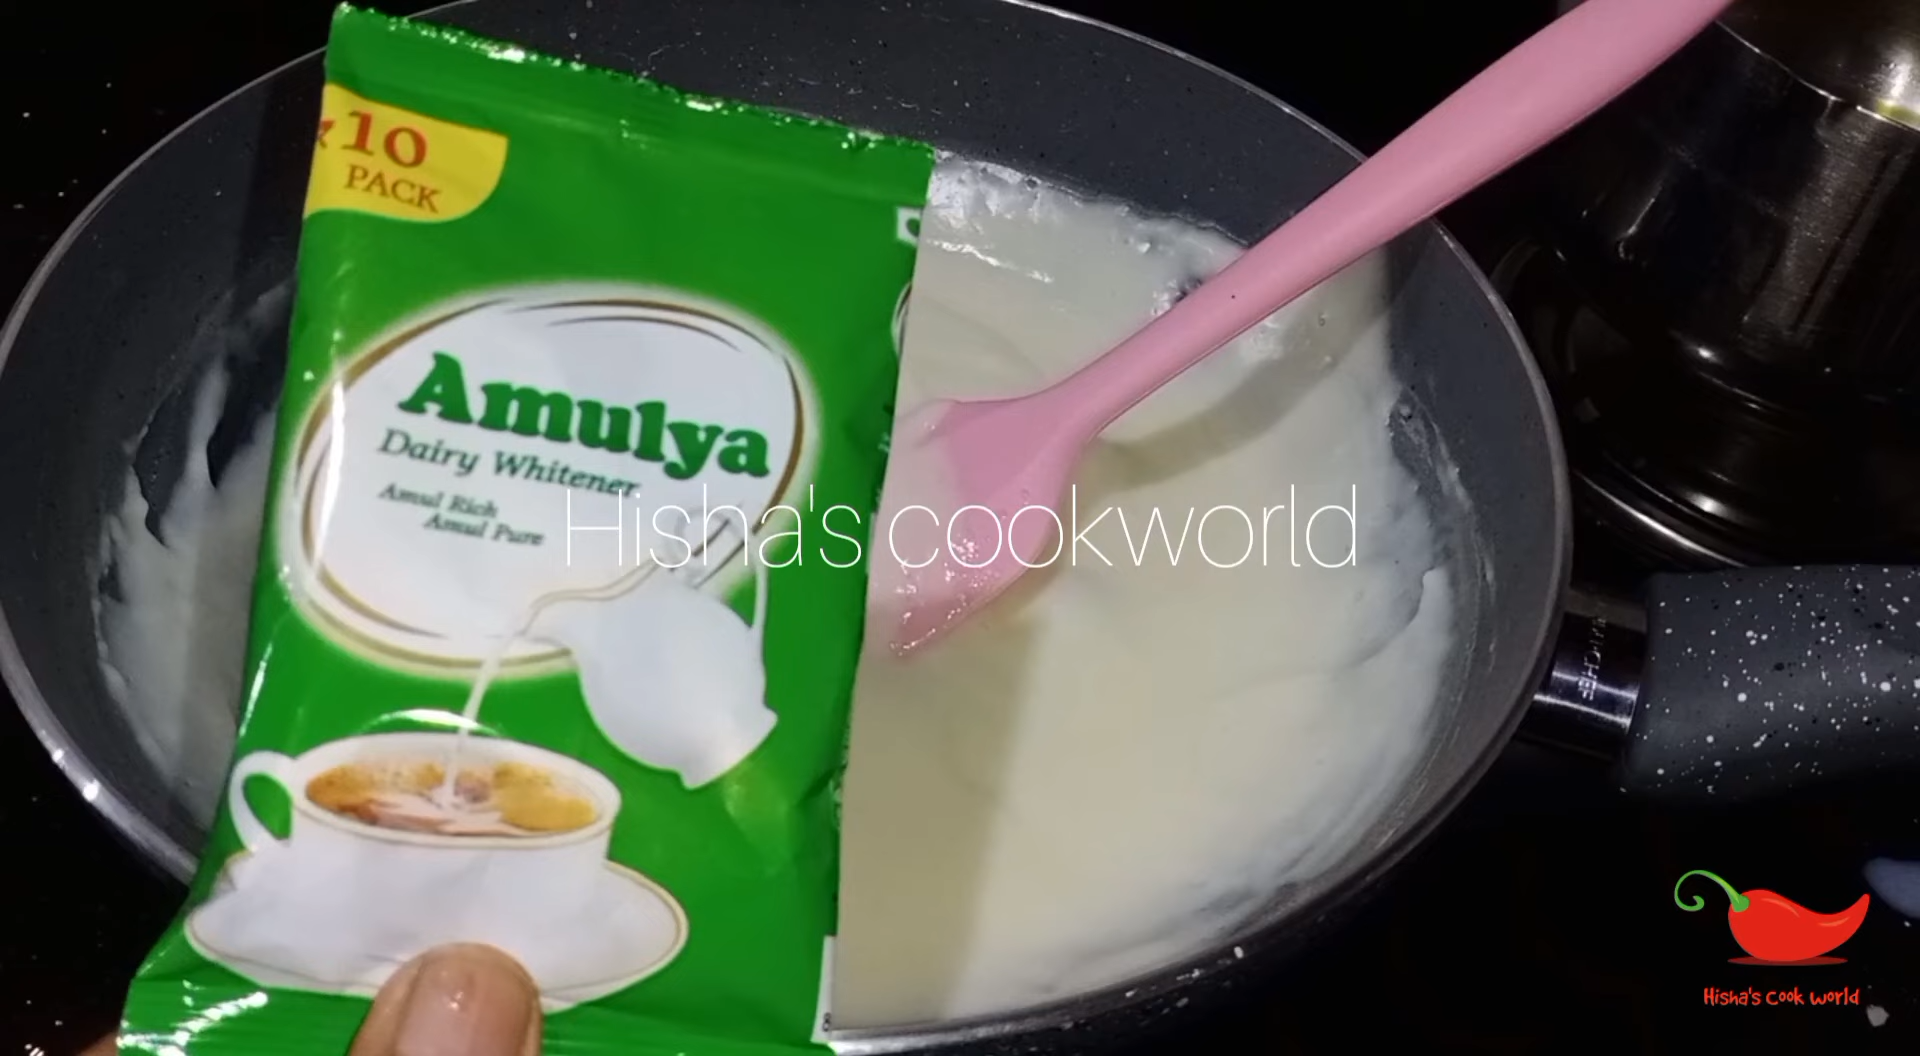 ₹10
PACK
Amulya
Dairy Whitener
Amul Rich
Amul Pure
Hisha's cookworld
Hisha's Cook world